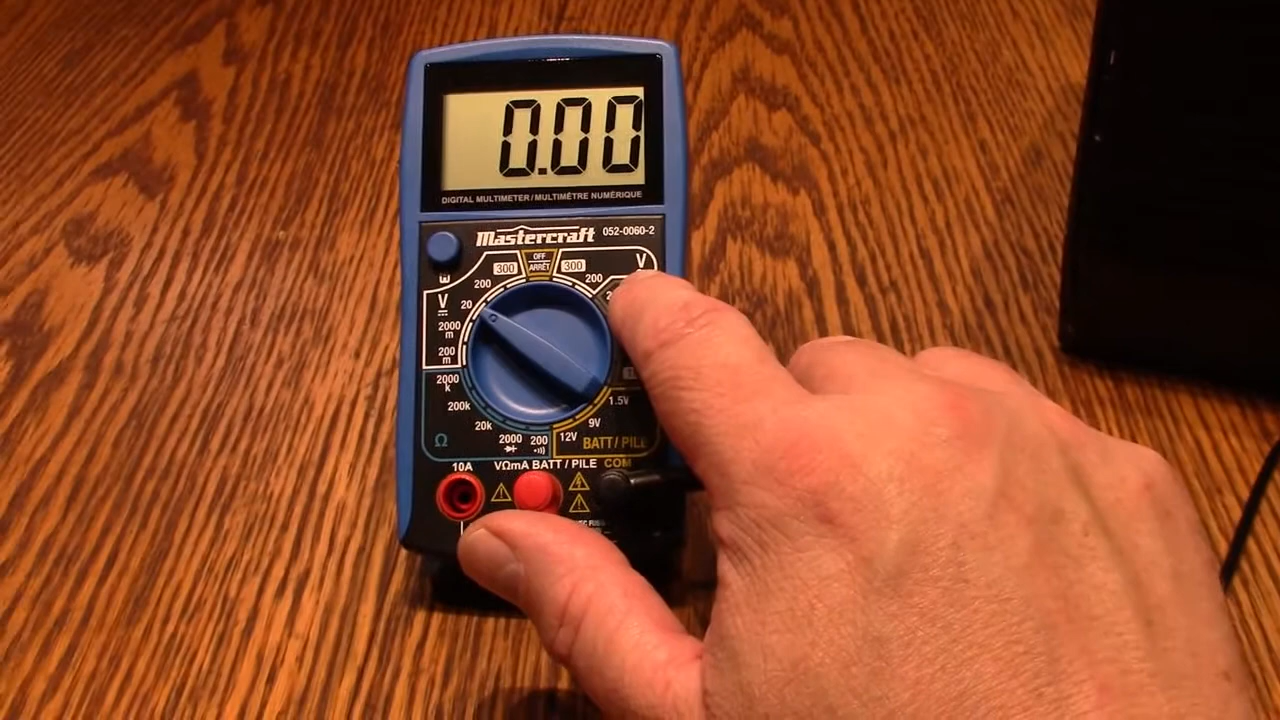 0.00
DIGITAL MULTIMETER / MULTIMÈTRE NUMÉRIQUE
Mastercraft 052-0060-2
OFF
ARRÊT
300
300
V
200
200
V
20
2000
m
200
m
2000
k
200k
20k
Ω
2000
200
12V
9V
1.5V
BATT / PILE
10A
VΩmA BATT / PILE
COM